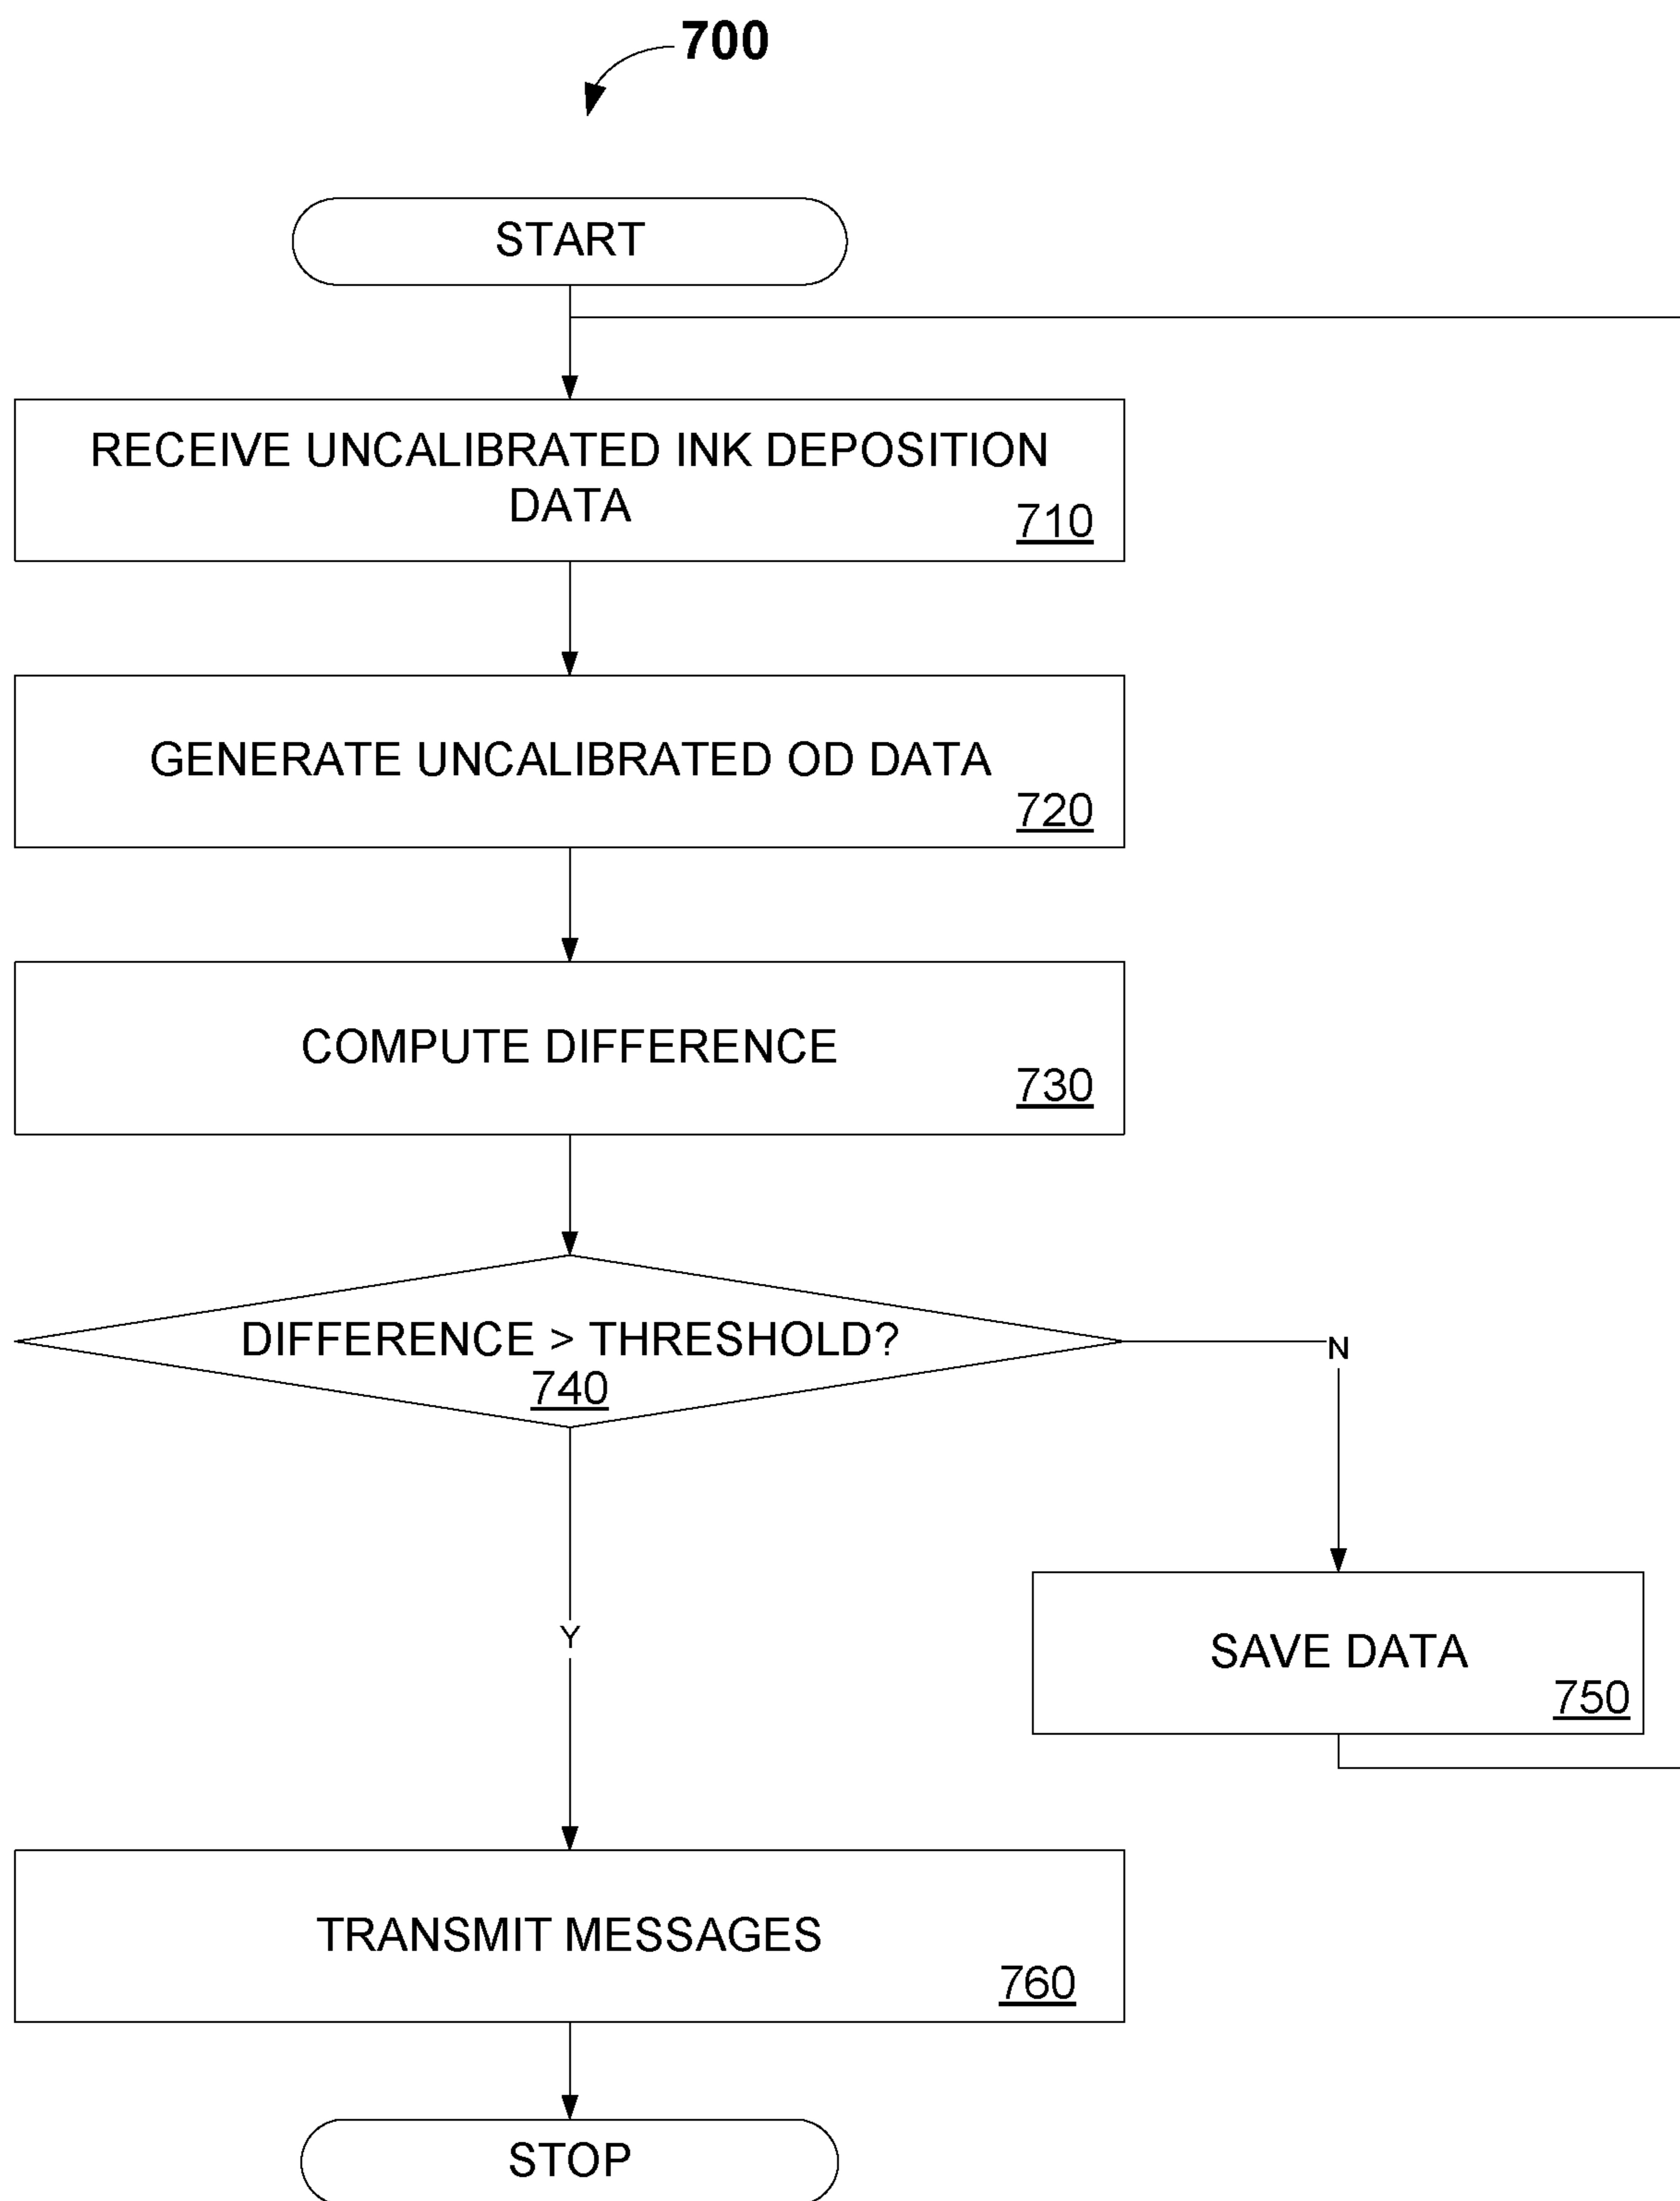 700
START
RECEIVE UNCALIBRATED INK DEPOSITION
DATA
710
GENERATE UNCALIBRATED OD DATA
720
COMPUTE DIFFERENCE
730
DIFFERENCE > THRESHOLD?
740
N
Y
SAVE DATA
750
TRANSMIT MESSAGES
760
STOP